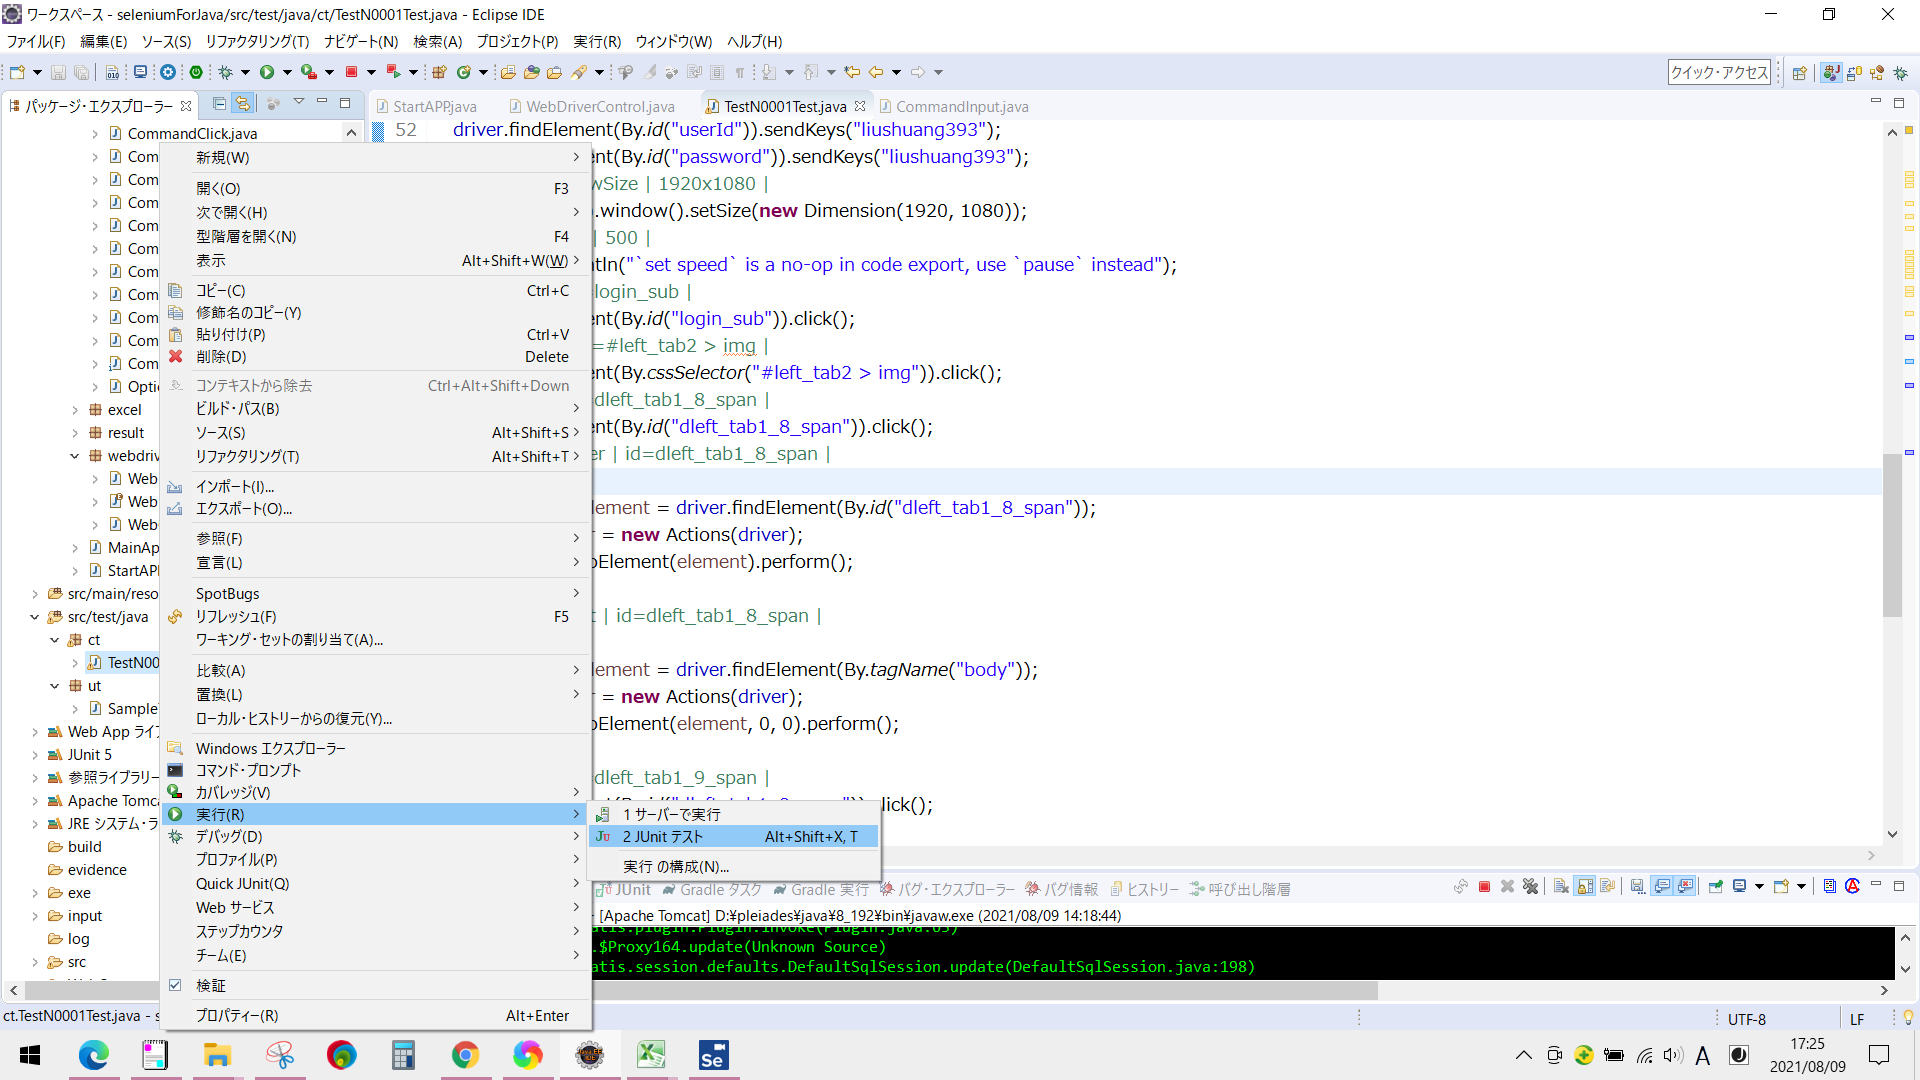 ワークスペース - seleniumForJava/src/test/java/ct/TestN0001Test.java - Eclipse IDE
ファイル(F) 編集(E) ソース(S) リファクタリング(T) ナビゲート(N) 検索(A) プロジェクト(P) 実行(R) ウィンドウ(W) ヘルプ(H)
クイック・アクセス
パッケージ・エクスプローラー
StartAPP.java WebDriverControl.java TestN0001Test.java CommandInput.java
CommandClick.java
Com
Com
Com
Com
Com
Com
Com
Com
Com
Com
Optio
excel
result
webdriv
Web
Web
Web
MainAp
StartAPI
src/main/reso
src/test/java
ct
TestN00
ut
Sample
Web App ライブ
JUnit 5
参照ライブラリー
Apache Tomca
JRE システム・ラ
build
evidence
exe
input
log
src
新規(W)
開く(O) F3
次で開く(H)
型階層を開く(N) F4
表示 Alt+Shift+W(W)
コピー(C) Ctrl+C
修飾名のコピー(Y)
貼り付け(P) Ctrl+V
削除(D) Delete
コンテキストから除去 Ctrl+Alt+Shift+Down
ビルド・パス(B)
ソース(S) Alt+Shift+S
リファクタリング(T) Alt+Shift+T
インポート(I)...
エクスポート(O)...
参照(F)
宣言(L)
SpotBugs
リフレッシュ(F) F5
ワーキング・セットの割り当て(A)...
比較(A)
置換(L)
ローカル・ヒストリーからの復元(Y)...
Windows エクスプローラー
コマンド・プロンプト
カバレッジ(V)
実行(R)
デバッグ(D)
プロファイル(P)
Quick JUnit(Q)
Web サービス
ステップカウンタ
チーム(E)
検証
プロパティー(R) Alt+Enter
1 サーバーで実行
2 JUnit テスト Alt+Shift+X, T
実行 の構成(N)...
52 driver.findElement(By.id("userId")).sendKeys("liushuang393");
nt(By.id("password")).sendKeys("liushuang393");
wSize | 1920x1080 |
).window().setSize(new Dimension(1920, 1080));
| 500 |
tln("`set speed` is a no-op in code export, use `pause` instead");
=login_sub |
nt(By.id("login_sub")).click();
=#left_tab2 > img |
nt(By.cssSelector("#left_tab2 > img")).click();
=dleft_tab1_8_span |
nt(By.id("dleft_tab1_8_span")).click();
er | id=dleft_tab1_8_span |
lement = driver.findElement(By.id("dleft_tab1_8_span"));
r = new Actions(driver);
oElement(element).perform();
t | id=dleft_tab1_8_span |
lement = driver.findElement(By.tagName("body"));
r = new Actions(driver);
oElement(element, 0, 0).perform();
=dleft_tab1_9_span |
lick();
JUnit Gradle タスク Gradle 実行 バグ・エクスプローラー バグ情報 ヒストリー 呼び出し階層
[Apache Tomcat] D:¥pleiades¥java¥8_192¥bin¥javaw.exe (2021/08/09 14:18:44)
atis.plugin.Plugin.invoke(Plugin.java:63)
.$Proxy164.update(Unknown Source)
atis.session.defaults.DefaultSqlSession.update(DefaultSqlSession.java:198)
ct.TestN0001Test.java - s
UTF-8 LF
Se
A
17:25
2021/08/09